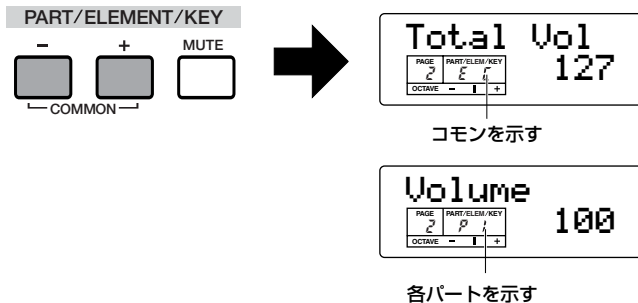 PART/ELEMENT/KEY
– + MUTE
COMMON
Total Vol
127
PAGE PART/ELEM/KEY
2 E C
OCTAVE – +
コモンを示す
Volume
100
PAGE PART/ELEM/KEY
2 P 1
OCTAVE – +
各パートを示す